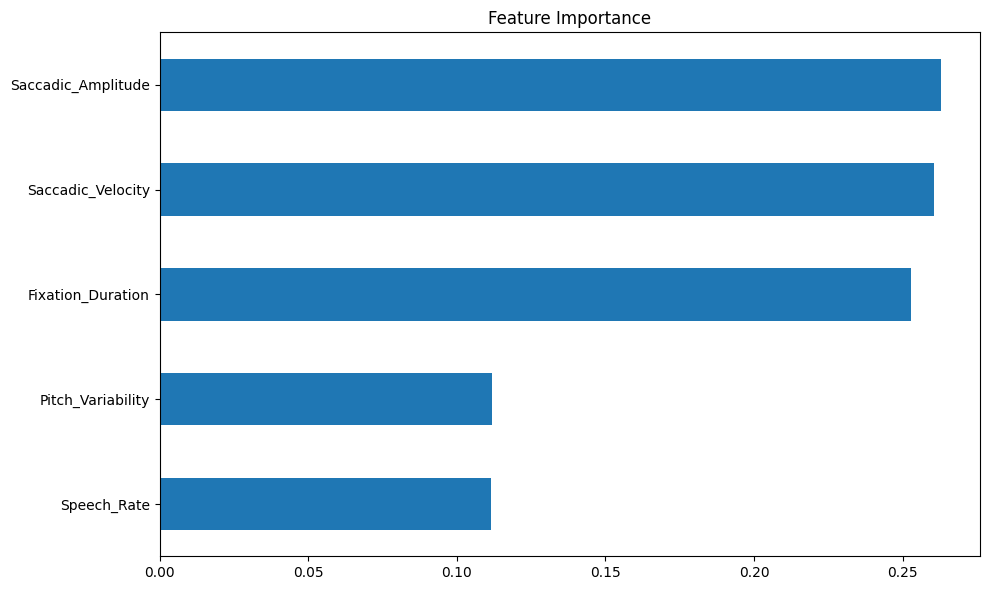 Feature Importance
Saccadic_Amplitude
Saccadic_Velocity
Fixation_Duration
Pitch_Variability
Speech_Rate
0.00 0.05 0.10 0.15 0.20 0.25